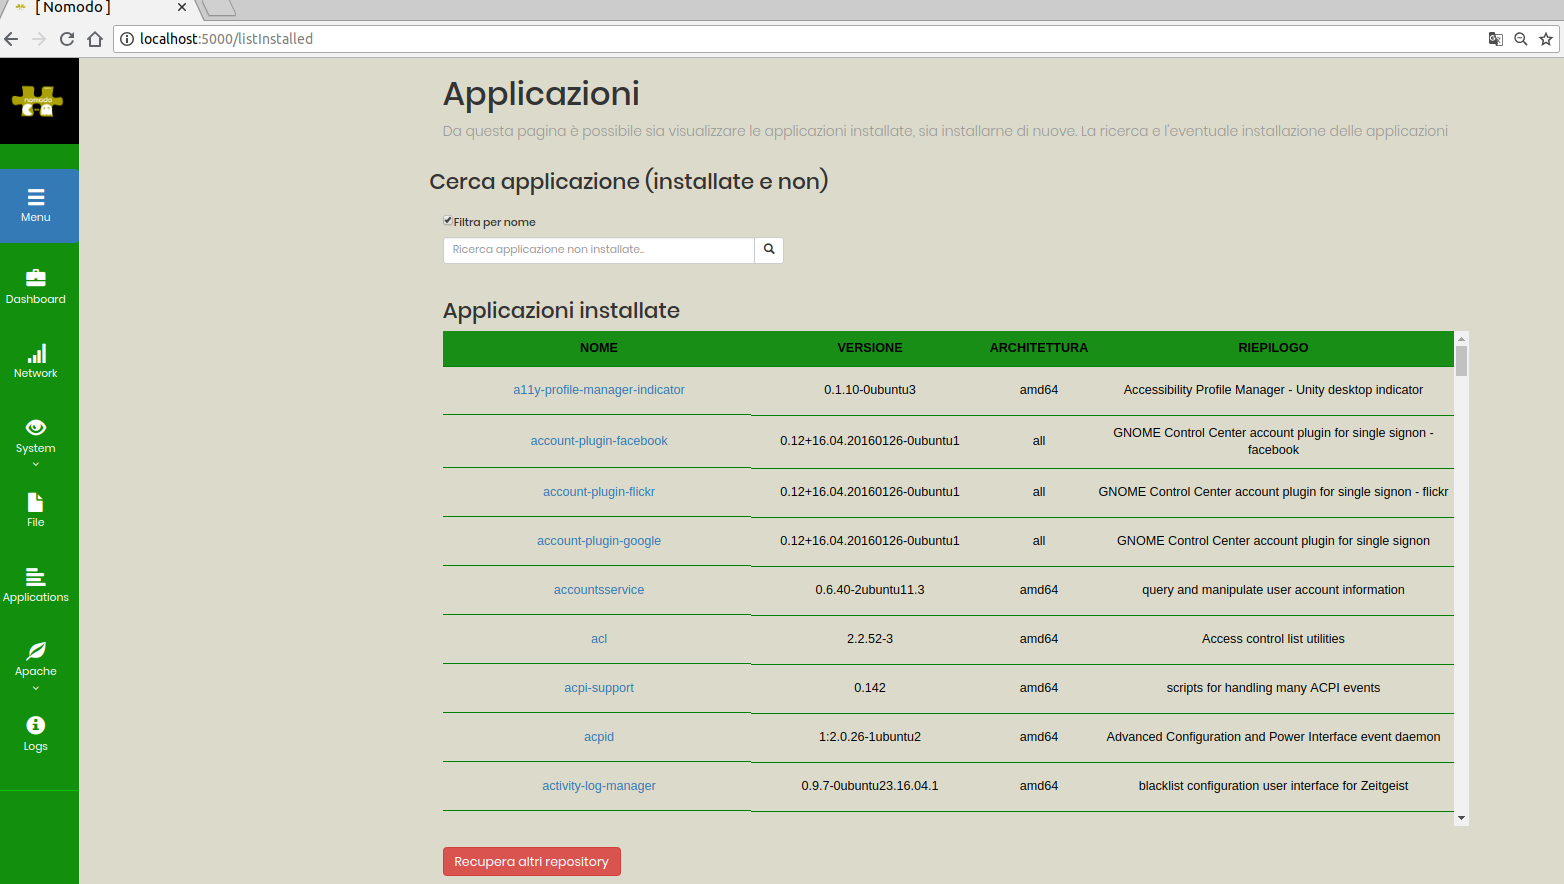 [ Nomodo ]
localhost:5000/listInstalled
nomodo
Menu
Dashboard
Network
System
File
Applications
Apache
Logs
Applicazioni
Da questa pagina è possibile sia visualizzare le applicazioni installate, sia installarne di nuove. La ricerca e l'eventuale installazione delle applicazioni
Cerca applicazione (installate e non)
Filtra per nome
Ricerca applicazione non installate..
Applicazioni installate
NOME VERSIONE ARCHITETTURA RIEPILOGO
a11y-profile-manager-indicator 0.1.10-0ubuntu3 amd64 Accessibility Profile Manager - Unity desktop indicator
account-plugin-facebook 0.12+16.04.20160126-0ubuntu1 all GNOME Control Center account plugin for single signon -
facebook
account-plugin-flickr 0.12+16.04.20160126-0ubuntu1 all GNOME Control Center account plugin for single signon - flickr
account-plugin-google 0.12+16.04.20160126-0ubuntu1 all GNOME Control Center account plugin for single signon
accountsservice 0.6.40-2ubuntu11.3 amd64 query and manipulate user account information
acl 2.2.52-3 amd64 Access control list utilities
acpi-support 0.142 amd64 scripts for handling many ACPI events
acpid 1:2.0.26-1ubuntu2 amd64 Advanced Configuration and Power Interface event daemon
activity-log-manager 0.9.7-0ubuntu23.16.04.1 amd64 blacklist configuration user interface for Zeitgeist
Recupera altri repository